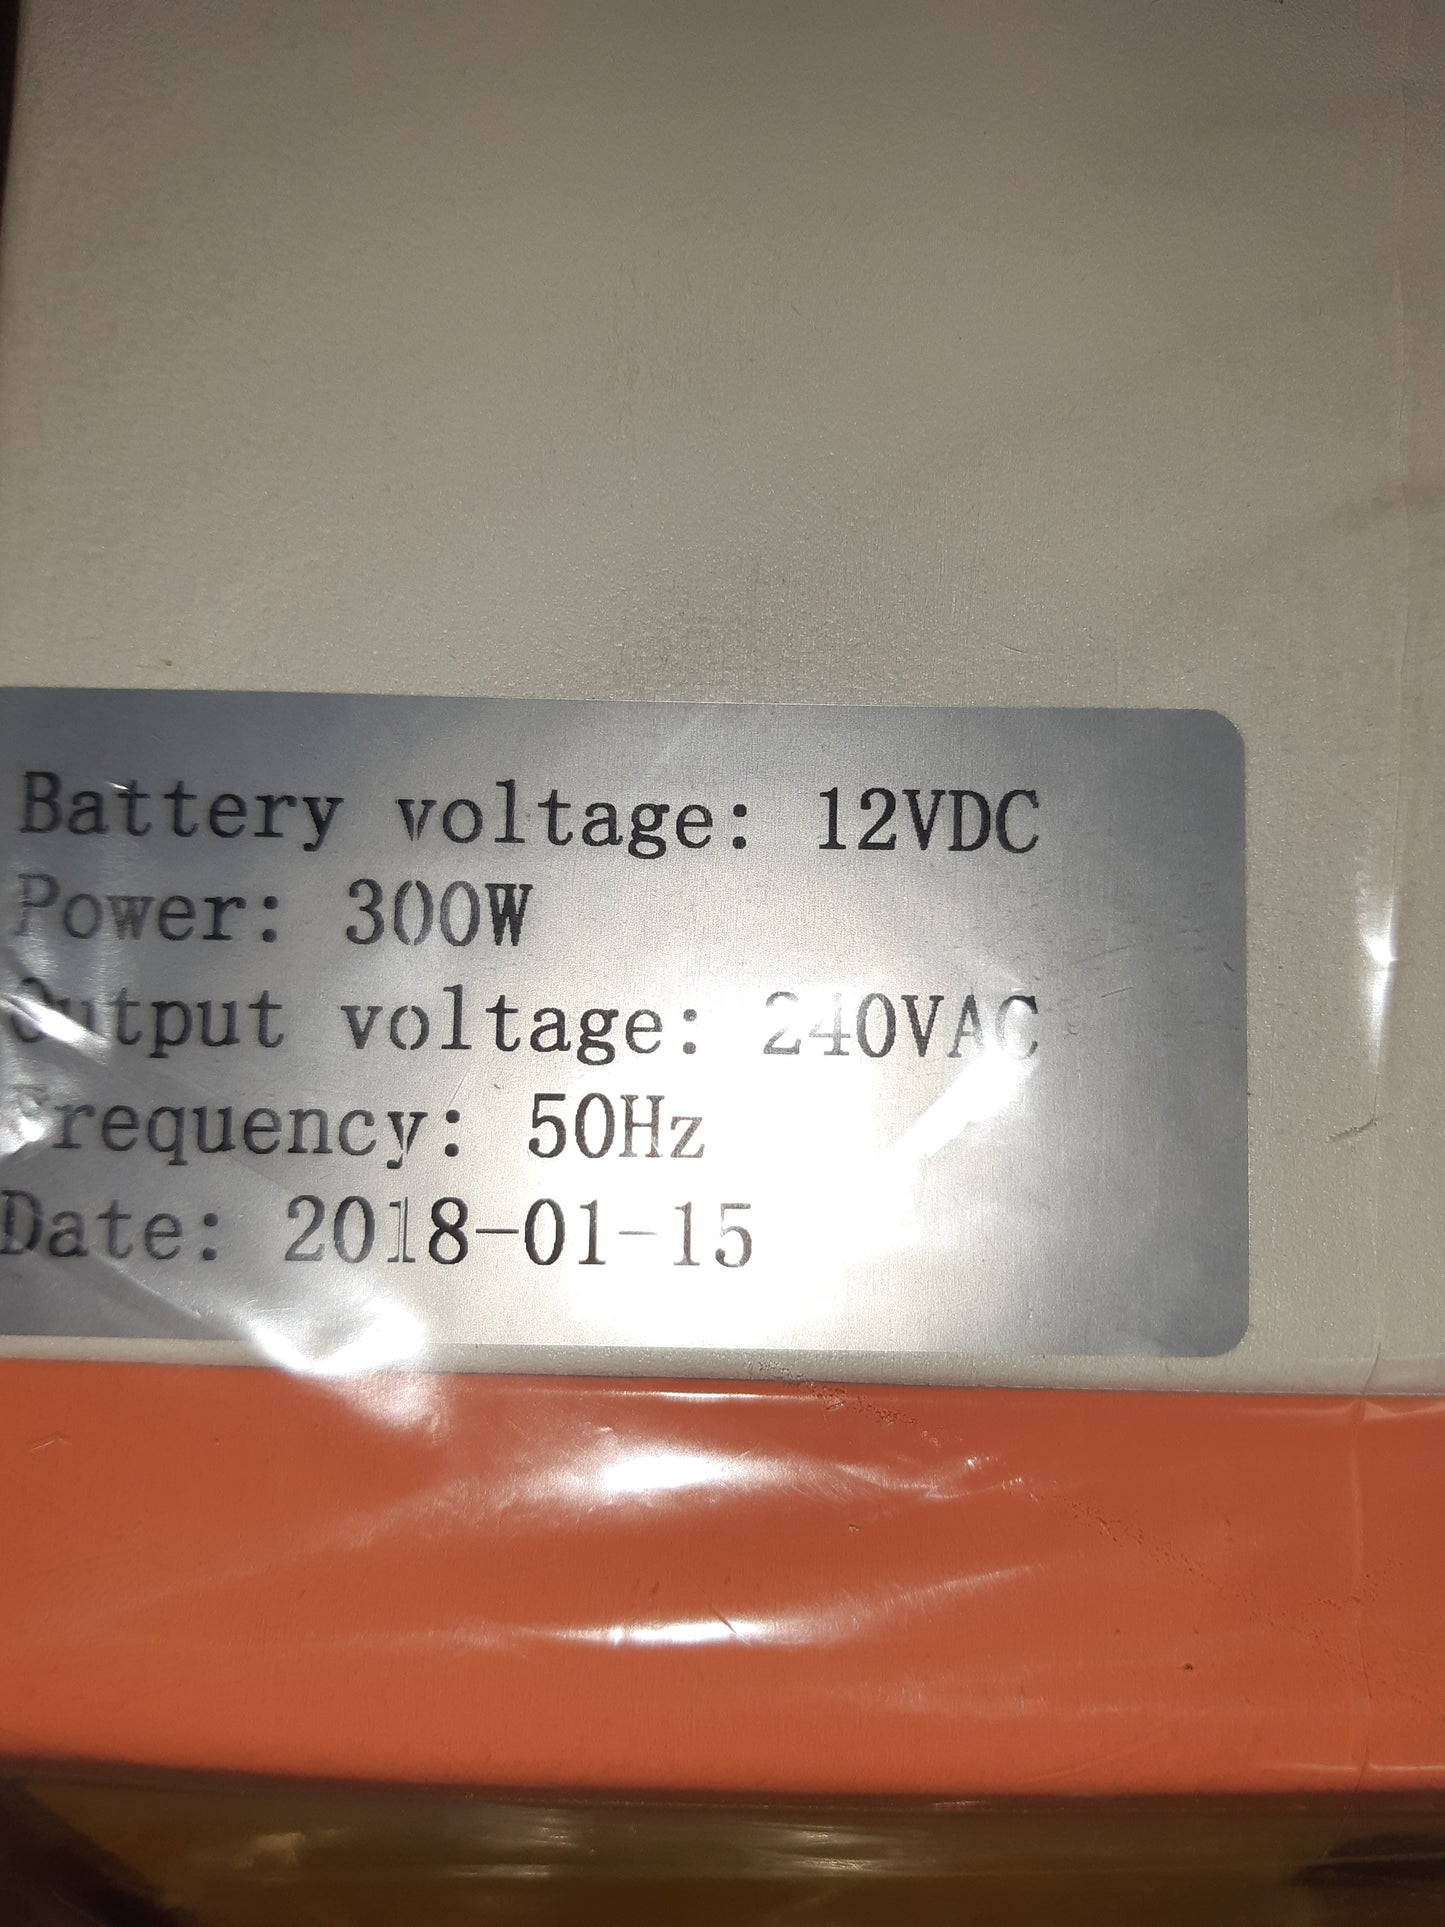 Battery voltage: 12VDC
Power: 300W
Output voltage: 240VAC
Frequency: 50Hz
Date: 2018-01-15